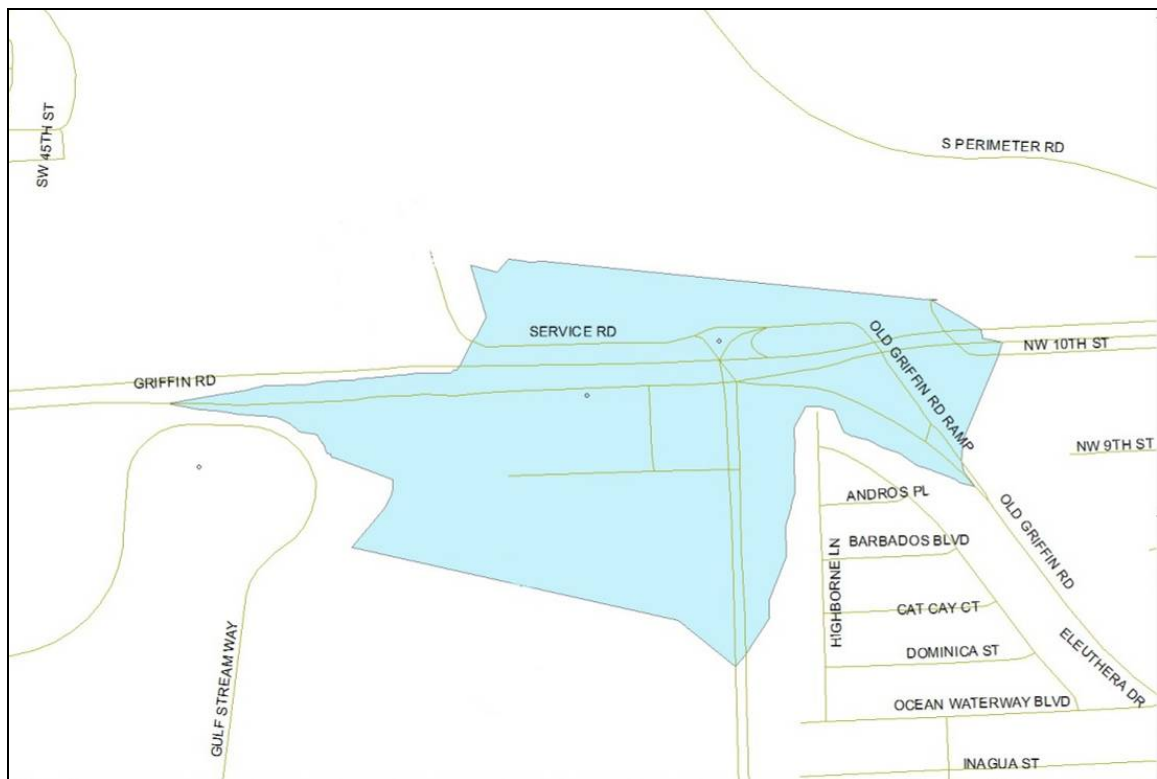 SW 45TH ST
S PERIMETER RD
SERVICE RD
OLD GRIFFIN RD RAMP
NW 10TH ST
GRIFFIN RD
NW 9TH ST
ANDROS PL
OLD GRIFFIN RD
BARBADOS BLVD
HIGHBORNE LN
CAT CAY CT
DOMINICA ST
ELEUTHERA DR
GULF STREAM WAY
OCEAN WATERWAY BLVD
INAGUA ST